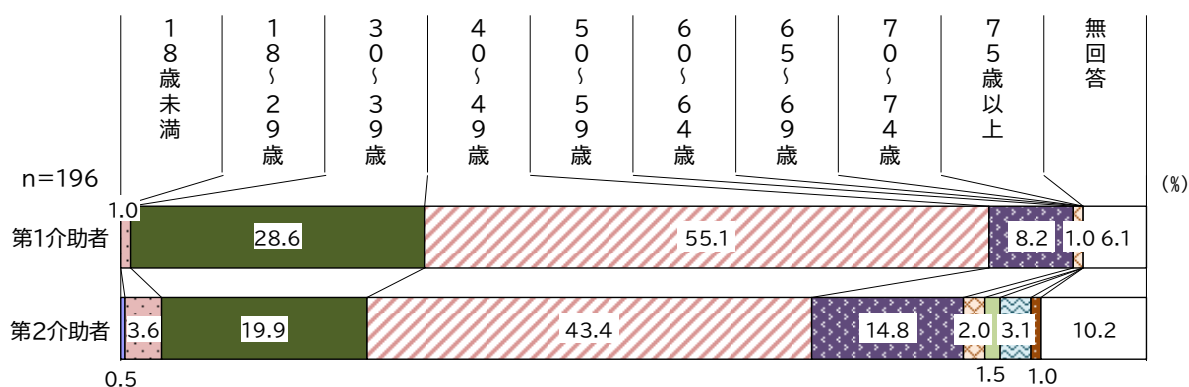 18歳未満
18～29歳
30～39歳
40～49歳
50～59歳
60～64歳
65～69歳
70～74歳
75歳以上
無回答
n=196
(%)
第1介助者
1.0
28.6
55.1
8.2
1.0
6.1
第2介助者
0.5
3.6
19.9
43.4
14.8
2.0
1.5
3.1
1.0
10.2